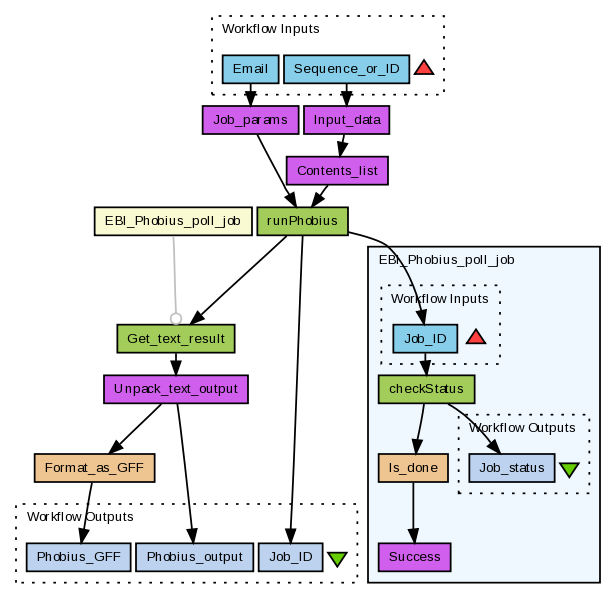 Workflow Inputs
Email
Sequence_or_ID
Job_params
Input_data
Contents_list
EBI_Phobius_poll_job
runPhobius
EBI_Phobius_poll_job
Workflow Inputs
Get_text_result
Job_ID
Unpack_text_output
checkStatus
Workflow Outputs
Format_as_GFF
Is_done
Job_status
Workflow Outputs
Phobius_GFF
Phobius_output
Job_ID
Success